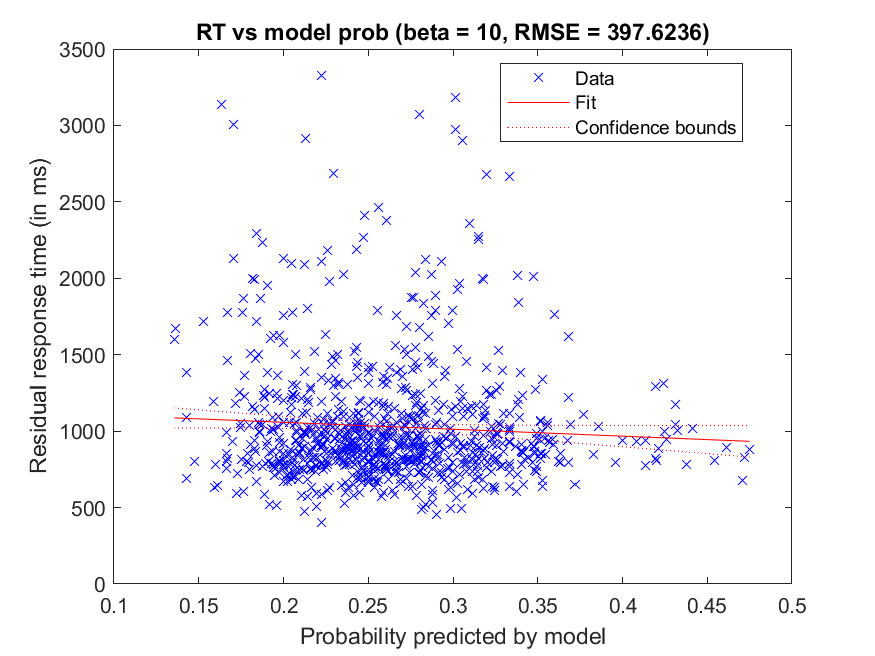 RT vs model prob (beta = 10, RMSE = 397.6236)
3500
3000
2500
2000
1500
1000
500
0
Residual response time (in ms)
Data
Fit
Confidence bounds
0.1 0.15 0.2 0.25 0.3 0.35 0.4 0.45 0.5
Probability predicted by model